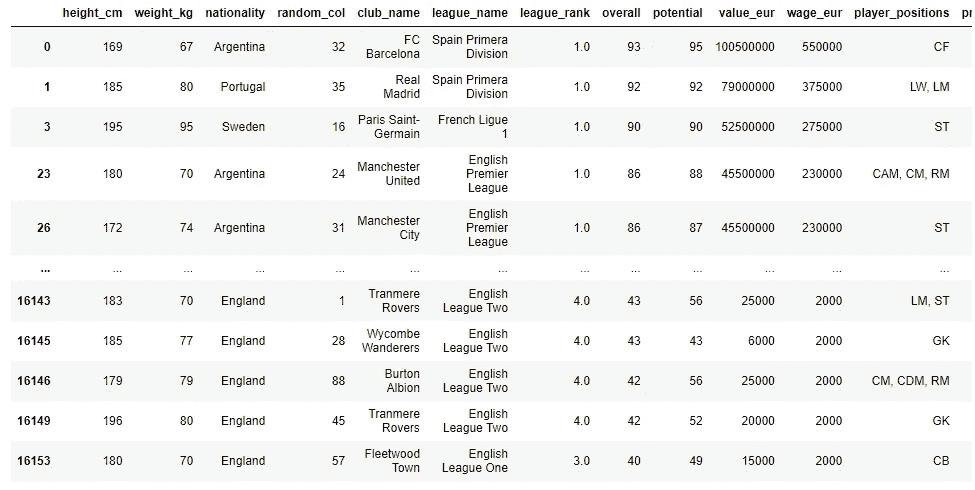 height_cm weight_kg nationality random_col club_name league_name league_rank overall potential value_eur wage_eur player_positions pr
0 169 67 Argentina 32 FC Barcelona Spain Primera Division 1.0 93 95 100500000 550000 CF
1 185 80 Portugal 35 Real Madrid Spain Primera Division 1.0 92 92 79000000 375000 LW, LM
3 195 95 Sweden 16 Paris Saint-Germain French Ligue 1 1.0 90 90 52500000 275000 ST
23 180 70 Argentina 24 Manchester United English Premier League 1.0 86 88 45500000 230000 CAM, CM, RM
26 172 74 Argentina 31 Manchester City English Premier League 1.0 86 87 45500000 230000 ST
... ... ... ... ... ... ... ... ... ... ... ... ...
16143 183 70 England 1 Tranmere Rovers English League Two 4.0 43 56 25000 2000 LM, ST
16145 185 77 England 28 Wycombe Wanderers English League Two 4.0 43 43 6000 2000 GK
16146 179 79 England 88 Burton Albion English League Two 4.0 42 56 25000 2000 CM, CDM, RM
16149 196 80 England 45 Tranmere Rovers English League Two 4.0 42 52 20000 2000 GK
16153 180 70 England 57 Fleetwood Town English League One 3.0 40 49 15000 2000 CB